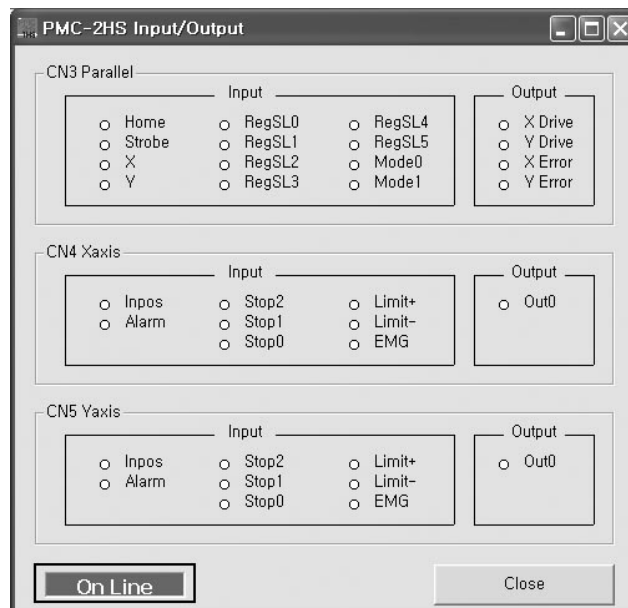 PMC-2HS Input/Output
CN3 Parallel
Input
Home RegSL0 RegSL4
Strobe RegSL1 RegSL5
X RegSL2 Mode0
Y RegSL3 Mode1
Output
X Drive
Y Drive
X Error
Y Error
CN4 Xaxis
Input
Inpos Stop2 Limit+
Alarm Stop1 Limit-
Stop0 EMG
Output
Out0
CN5 Yaxis
Input
Inpos Stop2 Limit+
Alarm Stop1 Limit-
Stop0 EMG
Output
Out0
On Line
Close